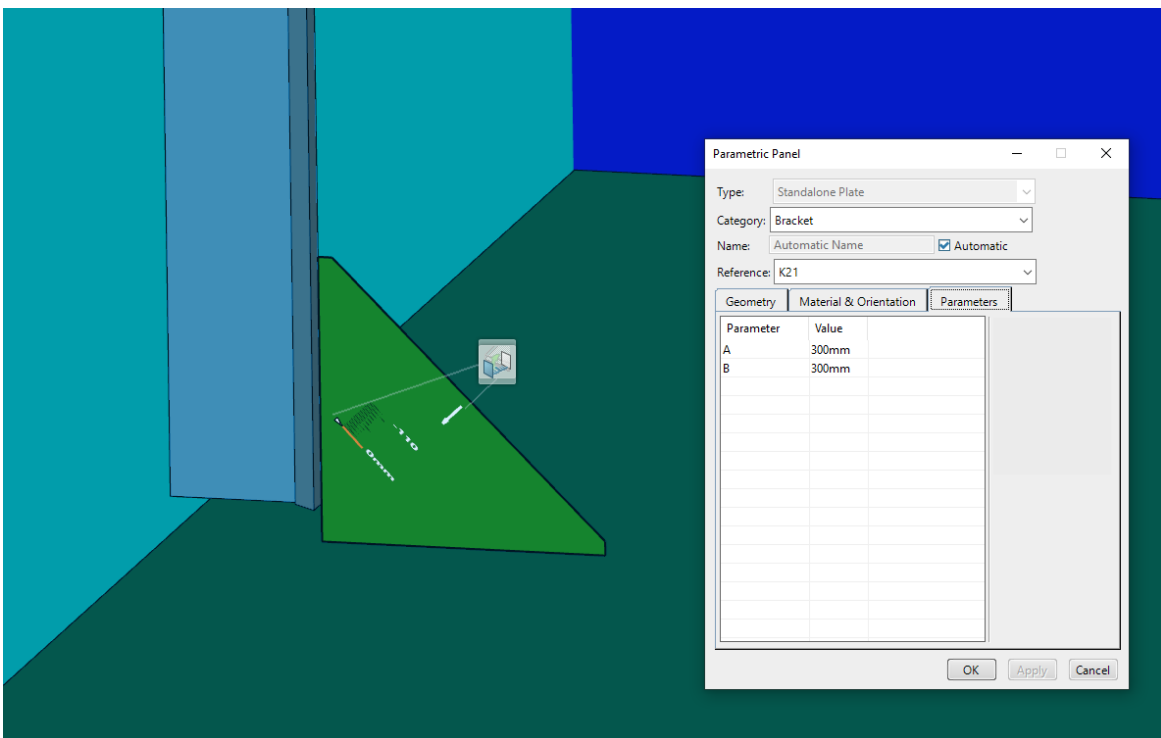 Parametric Panel
Type: Standalone Plate
Category: Bracket
Name: Automatic Name Automatic
Reference: K21
Geometry Material & Orientation Parameters
Parameter Value
A 300mm
B 300mm
OK Apply Cancel
0mm